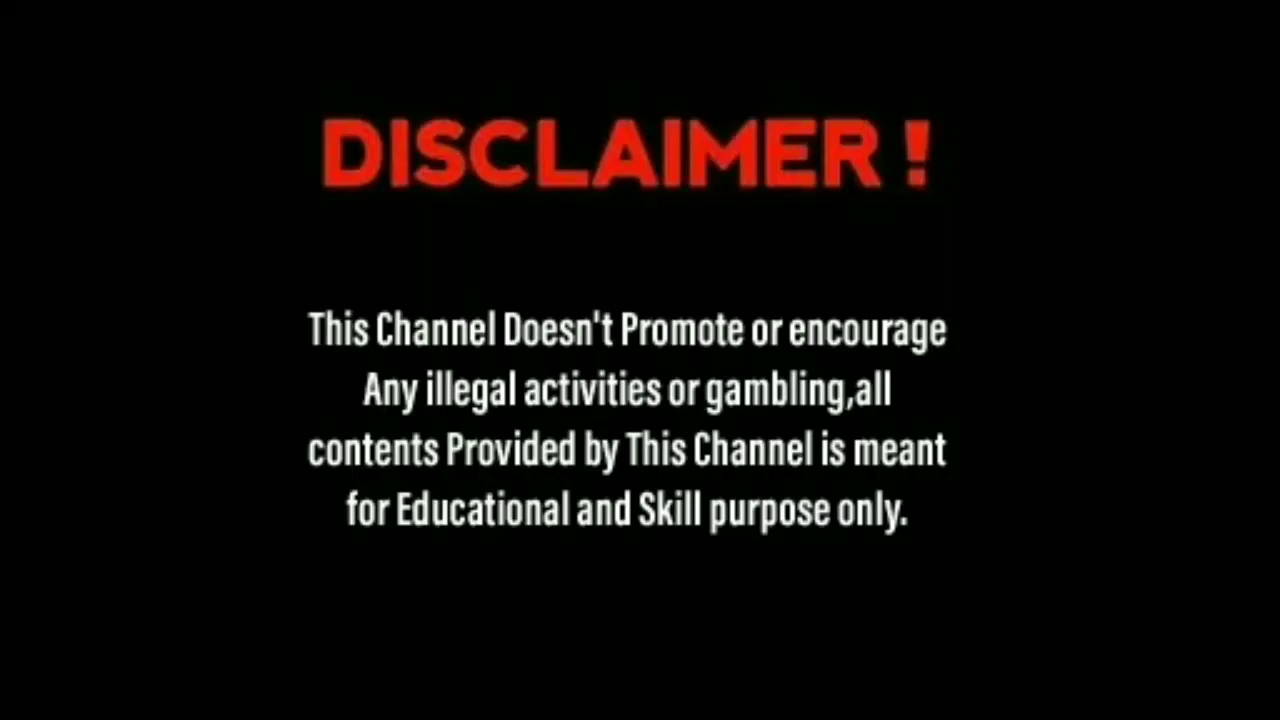 DISCLAIMER !
This Channel Doesn't Promote or encourage
Any illegal activities or gambling,all
contents Provided by This Channel is meant
for Educational and Skill purpose only.